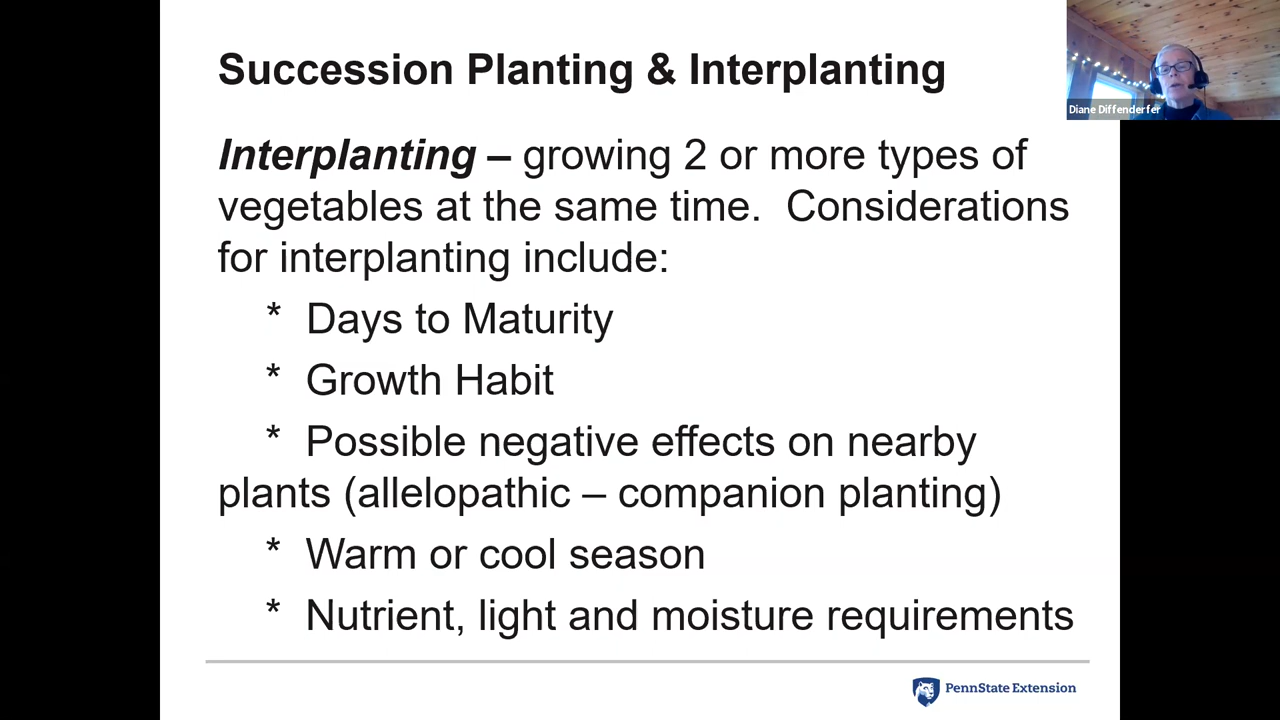 Succession Planting & Interplanting
Diane Diffenderfer
Interplanting – growing 2 or more types of
vegetables at the same time.  Considerations
for interplanting include:
* Days to Maturity
* Growth Habit
* Possible negative effects on nearby
plants (allelopathic – companion planting)
* Warm or cool season
* Nutrient, light and moisture requirements
PennState Extension